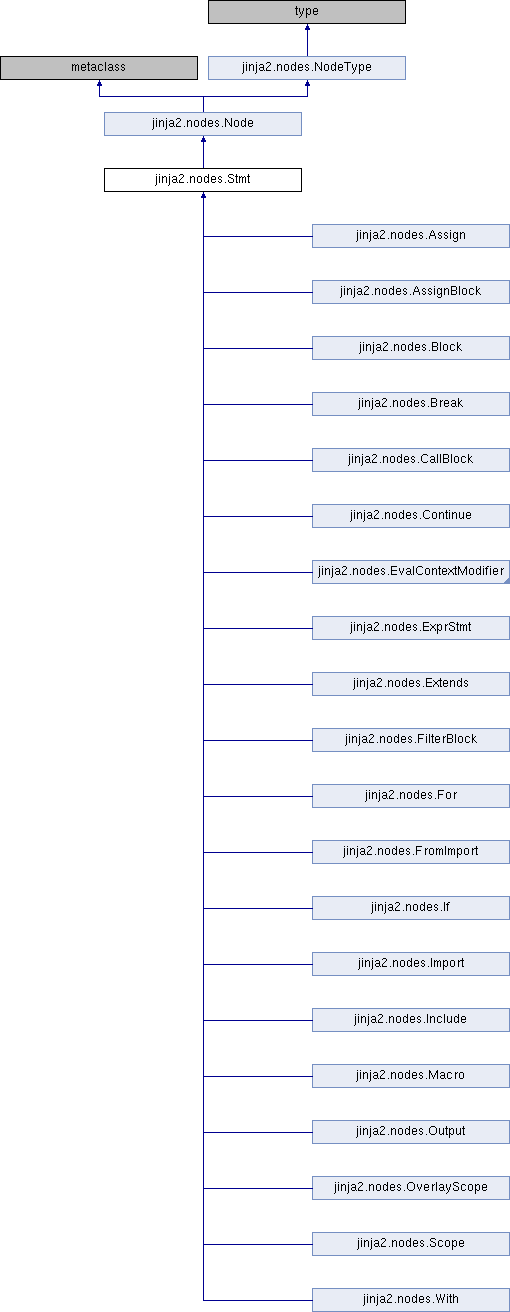 type
metaclass
jinja2.nodes.NodeType
jinja2.nodes.Node
jinja2.nodes.Stmt
jinja2.nodes.Assign
jinja2.nodes.AssignBlock
jinja2.nodes.Block
jinja2.nodes.Break
jinja2.nodes.CallBlock
jinja2.nodes.Continue
jinja2.nodes.EvalContextModifier
jinja2.nodes.ExprStmt
jinja2.nodes.Extends
jinja2.nodes.FilterBlock
jinja2.nodes.For
jinja2.nodes.FromImport
jinja2.nodes.If
jinja2.nodes.Import
jinja2.nodes.Include
jinja2.nodes.Macro
jinja2.nodes.Output
jinja2.nodes.OverlayScope
jinja2.nodes.Scope
jinja2.nodes.With